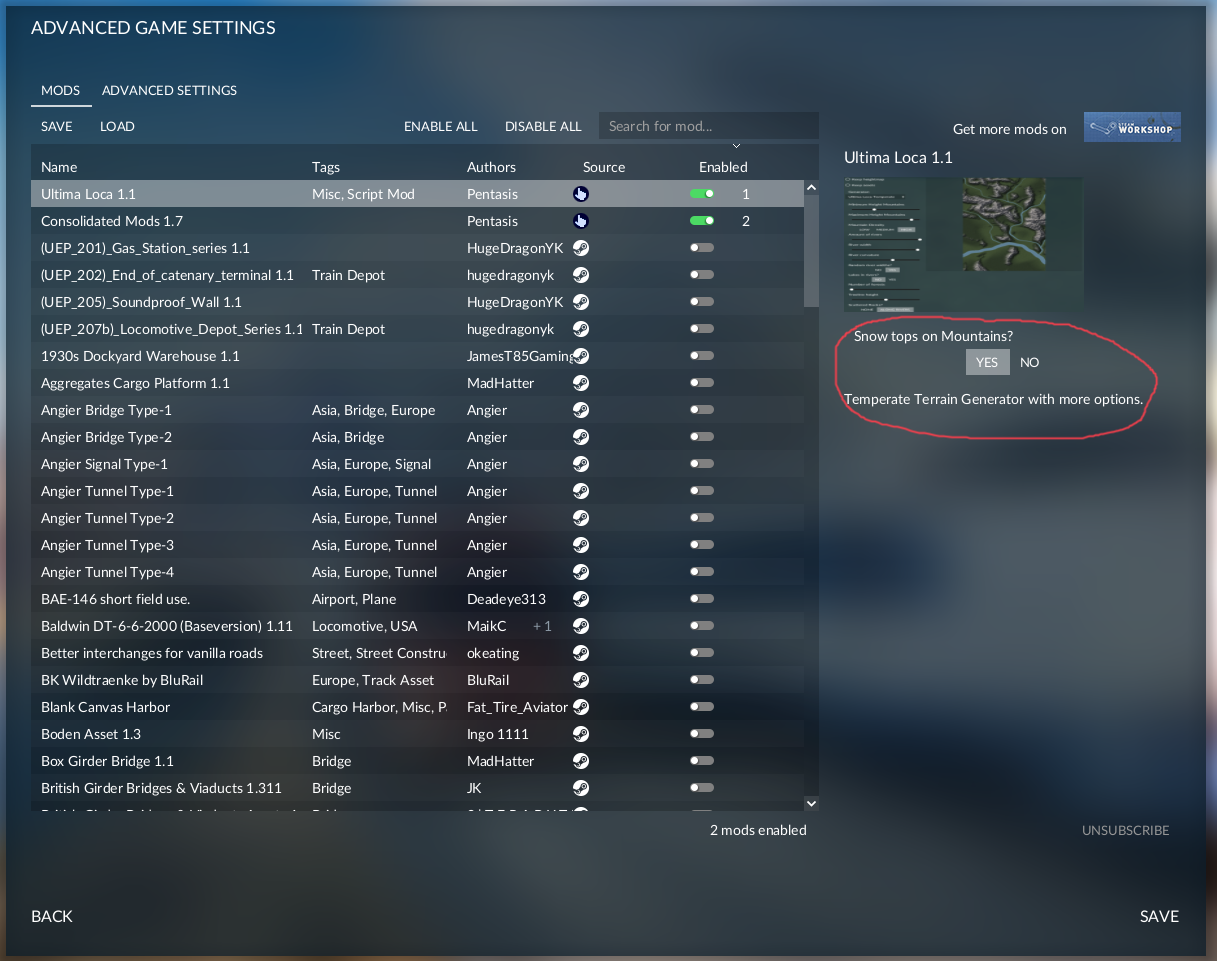 ADVANCED GAME SETTINGS
MODS ADVANCED SETTINGS
SAVE LOAD ENABLE ALL DISABLE ALL Search for mod...
Get more mods on STEAM WORKSHOP
Name Tags Authors Source Enabled
Ultima Loca 1.1 Misc, Script Mod Pentasis 1
Consolidated Mods 1.7 Pentasis 2
(UEP_201)_Gas_Station_series 1.1 HugeDragonYK
(UEP_202)_End_of_catenary_terminal 1.1 Train Depot hugedragonyk
(UEP_205)_Soundproof_Wall 1.1 HugeDragonYK
(UEP_207b)_Locomotive_Depot_Series 1.1 Train Depot hugedragonyk
1930s Dockyard Warehouse 1.1 JamesT85Gaming
Aggregates Cargo Platform 1.1 MadHatter
Angier Bridge Type-1 Asia, Bridge, Europe Angier
Angier Bridge Type-2 Asia, Bridge Angier
Angier Signal Type-1 Asia, Europe, Signal Angier
Angier Tunnel Type-1 Asia, Europe, Tunnel Angier
Angier Tunnel Type-2 Asia, Europe, Tunnel Angier
Angier Tunnel Type-3 Asia, Europe, Tunnel Angier
Angier Tunnel Type-4 Asia, Europe, Tunnel Angier
BAE-146 short field use. Airport, Plane Deadeye313
Baldwin DT-6-6-2000 (Baseversion) 1.11 Locomotive, USA MaikC + 1
Better interchanges for vanilla roads Street, Street Constru okeating
BK Wildtraenke by BluRail Europe, Track Asset BluRail
Blank Canvas Harbor Cargo Harbor, Misc, P. Fat_Tire_Aviator
Boden Asset 1.3 Misc Ingo 1111
Box Girder Bridge 1.1 Bridge MadHatter
British Girder Bridges & Viaducts 1.311 Bridge JK
2 mods enabled
Ultima Loca 1.1
Snow tops on Mountains?
YES NO
Temperate Terrain Generator with more options.
UNSUBSCRIBE
BACK SAVE